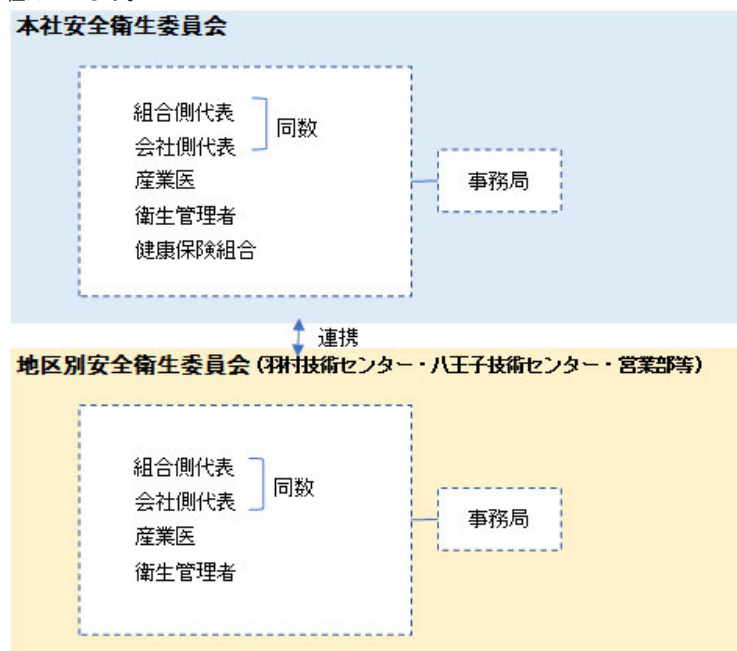 本社安全衛生委員会
組合側代表
会社側代表
同数
産業医
衛生管理者
健康保険組合
事務局
連携
地区別安全衛生委員会(羽村技術センター・八王子技術センター・営業部等)
組合側代表
会社側代表
同数
産業医
衛生管理者
事務局